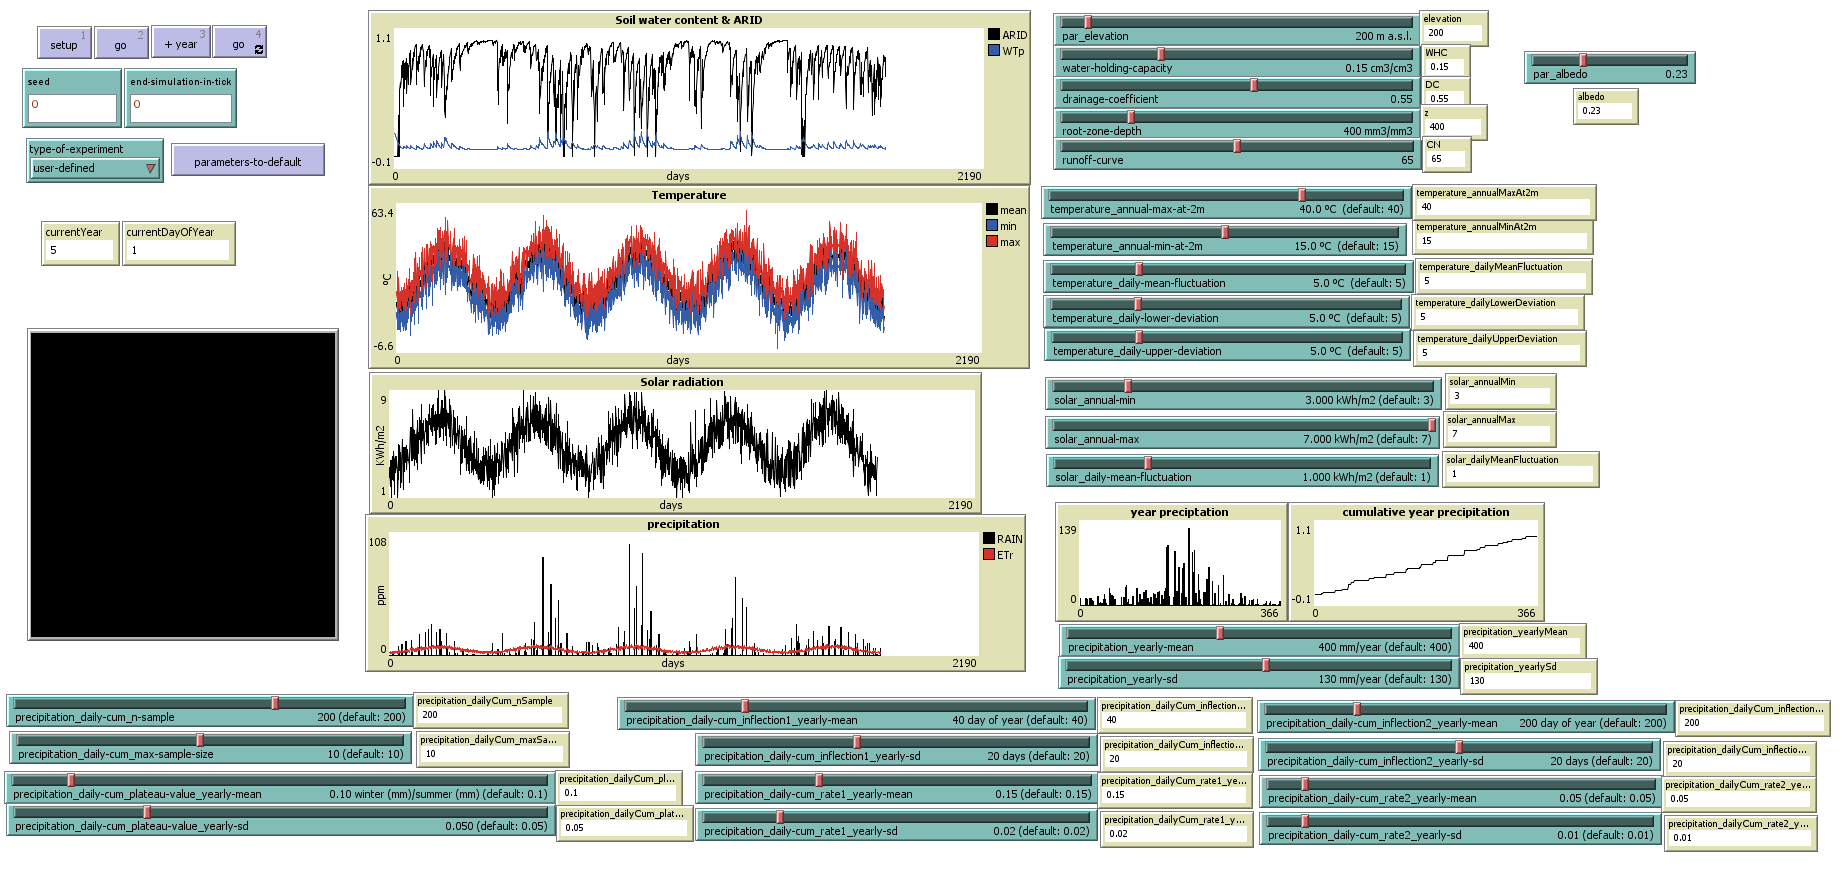 setup 1
go 2
+ year 3
go 4
seed
0
end-simulation-in-tick
0
type-of-experiment
user-defined
parameters-to-default
currentYear
5
currentDayOfYear
1
Soil water content & ARID
1.1
-0.1
0
days
2190
ARID
WTp
Temperature
63.4
ºC
-6.6
0
days
2190
mean
min
max
Solar radiation
9
KWh/m2
1
0
days
2190
precipitation
108
ppm
0
0
days
2190
RAIN
ETr
par_elevation 200 m a.s.l.
elevation
200
water-holding-capacity 0.15 cm3/cm3
WHC
0.15
drainage-coefficient 0.55
DC
0.55
root-zone-depth 400 mm3/mm3
z
400
runoff-curve 65
CN
65
par_albedo 0.23
albedo
0.23
temperature_annual-max-at-2m 40.0 ºC (default: 40)
temperature_annualMaxAt2m
40
temperature_annual-min-at-2m 15.0 ºC (default: 15)
temperature_annualMinAt2m
15
temperature_daily-mean-fluctuation 5.0 ºC (default: 5)
temperature_dailyMeanFluctuation
5
temperature_daily-lower-deviation 5.0 ºC (default: 5)
temperature_dailyLowerDeviation
5
temperature_daily-upper-deviation 5.0 ºC (default: 5)
temperature_dailyUpperDeviation
5
solar_annual-min 3.000 kWh/m2 (default: 3)
solar_annualMin
3
solar_annual-max 7.000 kWh/m2 (default: 7)
solar_annualMax
7
solar_daily-mean-fluctuation 1.000 kWh/m2 (default: 1)
solar_dailyMeanFluctuation
1
year preciptation
139
0
0
366
cumulative year precipitation
1.1
-0.1
0
366
precipitation_yearly-mean 400 mm/year (default: 400)
precipitation_yearlyMean
400
precipitation_yearly-sd 130 mm/year (default: 130)
precipitation_yearlySd
130
precipitation_daily-cum_n-sample 200 (default: 200)
precipitation_dailyCum_nSample
200
precipitation_daily-cum_max-sample-size 10 (default: 10)
precipitation_dailyCum_maxSa...
10
precipitation_daily-cum_plateau-value_yearly-mean 0.10 winter (mm)/summer (mm) (default: 0.1)
precipitation_dailyCum_pl...
0.1
precipitation_daily-cum_plateau-value_yearly-sd 0.050 (default: 0.05)
precipitation_dailyCum_plat...
0.05
precipitation_daily-cum_inflection1_yearly-mean 40 day of year (default: 40)
precipitation_dailyCum_inflection...
40
precipitation_daily-cum_inflection1_yearly-sd 20 days (default: 20)
precipitation_dailyCum_inflectio...
20
precipitation_daily-cum_rate1_yearly-mean 0.15 (default: 0.15)
precipitation_dailyCum_rate1_ye...
0.15
precipitation_daily-cum_rate1_yearly-sd 0.02 (default: 0.02)
precipitation_dailyCum_rate1_y...
0.02
precipitation_daily-cum_inflection2_yearly-mean 200 day of year (default: 200)
precipitation_dailyCum_inflection...
200
precipitation_daily-cum_inflection2_yearly-sd 20 days (default: 20)
precipitation_dailyCum_inflectio...
20
precipitation_daily-cum_rate2_yearly-mean 0.05 (default: 0.05)
precipitation_dailyCum_rate2_ye...
0.05
precipitation_daily-cum_rate2_yearly-sd 0.01 (default: 0.01)
precipitation_dailyCum_rate2_y...
0.01